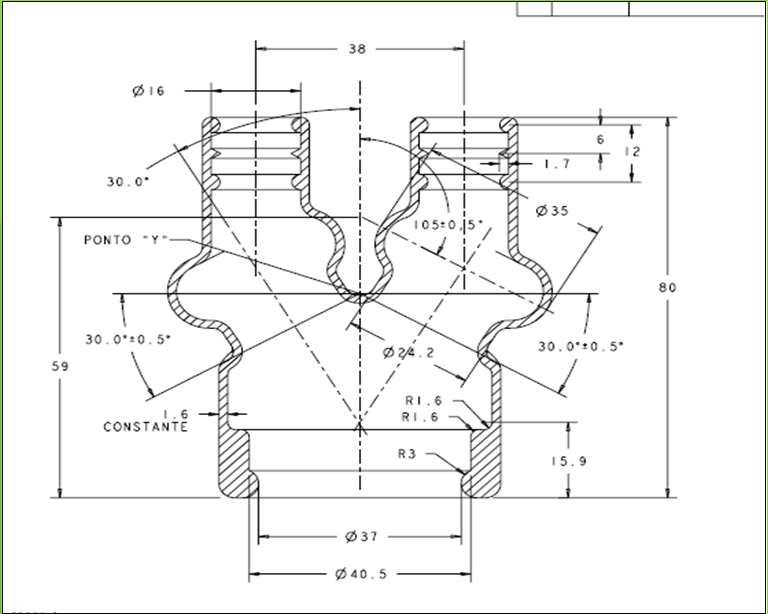 38
Ø16
6
12
1.7
30.0°
Ø35
105±0,5°
PONTO "Y"
80
30.0°±0.5°
Ø24.2
30.0°±0.5°
59
R1.6
1.6
R1.6
CONSTANTE
R3
15.9
Ø37
Ø40.5